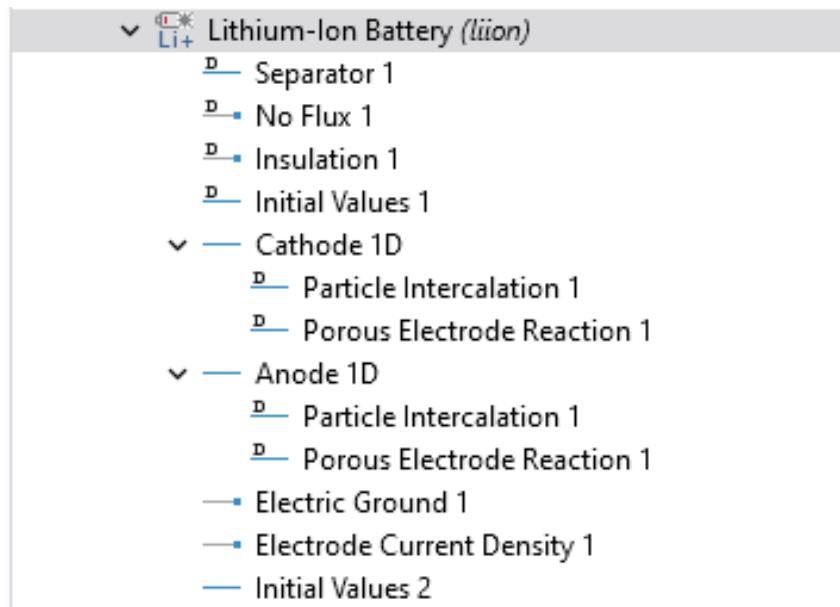 Li+ Lithium-Ion Battery (liion)
D Separator 1
D No Flux 1
D Insulation 1
D Initial Values 1
Cathode 1D
D Particle Intercalation 1
D Porous Electrode Reaction 1
Anode 1D
D Particle Intercalation 1
D Porous Electrode Reaction 1
Electric Ground 1
Electrode Current Density 1
Initial Values 2